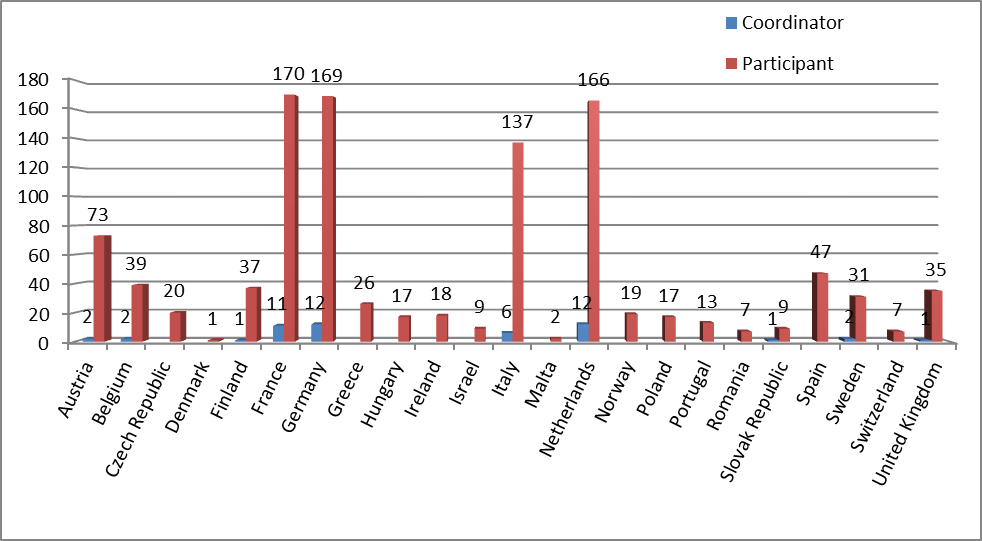 Coordinator
Participant
180
160
140
120
100
80
60
40
20
0
2
73
2
39
20
1
1
37
11
170
12
169
26
17
18
9
6
137
2
12
166
19
17
13
7
1
9
47
2
31
7
1
35
Austria
Belgium
Czech Republic
Denmark
Finland
France
Germany
Greece
Hungary
Ireland
Israel
Italy
Malta
Netherlands
Norway
Poland
Portugal
Romania
Slovak Republic
Spain
Sweden
Switzerland
United Kingdom